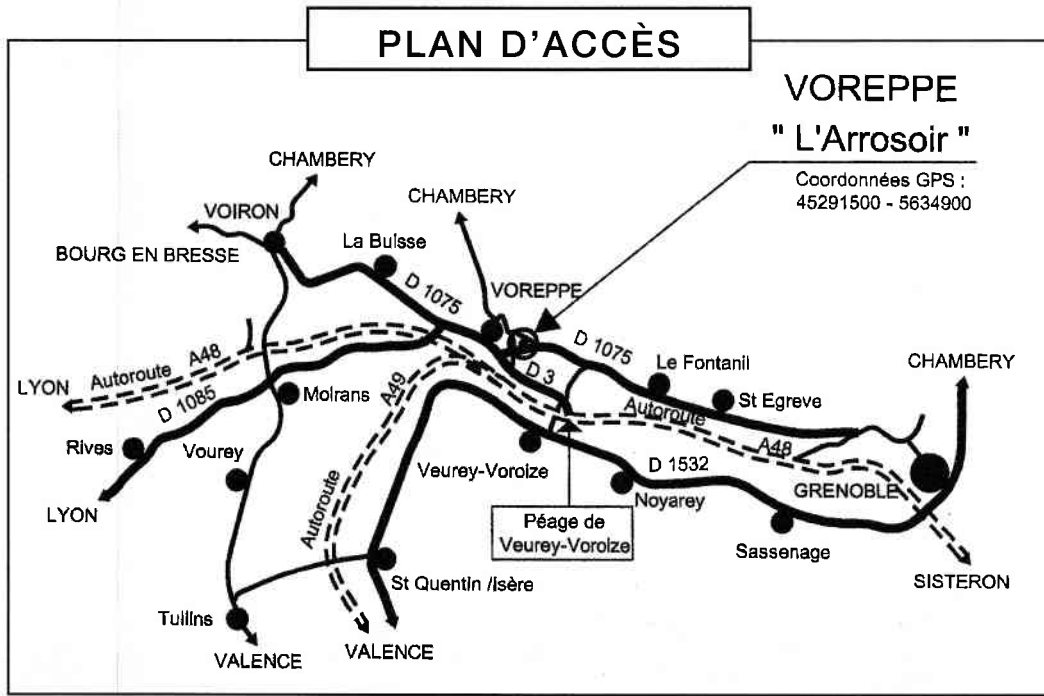 PLAN D'ACCÈS
VOREPPE
" L'Arrosoir "
Coordonnées GPS :
45291500 - 5634900
CHAMBERY
CHAMBERY
VOIRON
La Buisse
BOURG EN BRESSE
VOREPPE
D 1075
D 1075
Le Fontanil
CHAMBERY
St Egreve
Autoroute A48
LYON
D 1085
Moirans
A49
D 3
Autoroute
A48
Rives
Vourey
Veurey-Voroize
D 1532
GRENOBLE
Noyarey
LYON
Autoroute
Péage de
Veurey-Voroize
Sassenage
St Quentin /Isère
SISTERON
Tullins
VALENCE
VALENCE